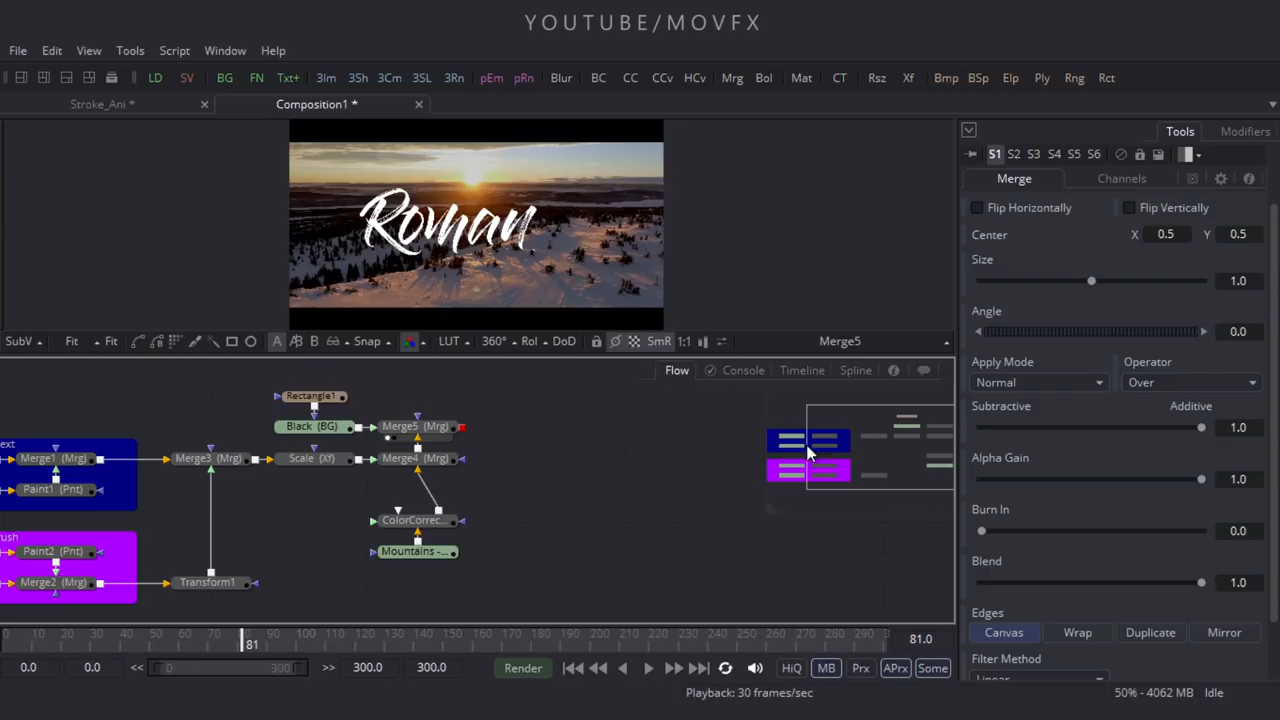 YOUTUBE/MOVFX
File Edit View Tools Script Window Help
LD SV BG FN Txt+ 3Im 3Sh 3Cm 3SL 3Rn pEm pRn Blur BC CC CCv HCv Mrg Bol Mat CT Rsz Xf Bmp BSp Elp Ply Rng Rct
Stroke_Ani * Composition1 *
Tools Modifiers
S1 S2 S3 S4 S5 S6
Merge Channels
Flip Horizontally Flip Vertically
Center X 0.5 Y 0.5
Size
1.0
Angle
0.0
Apply Mode Operator
Normal Over
Subtractive Additive
1.0
Alpha Gain
1.0
Burn In
0.0
Blend
1.0
Edges
Canvas Wrap Duplicate Mirror
Filter Method
Linear
Roman
SubV Fit Fit A B Snap LUT 360° RoI DoD SmR 1:1 Merge5
Flow Console Timeline Spline
Rectangle1
Black (BG) Merge5 (Mrg)
ext
Merge1 (Mrg) Merge3 (Mrg) Scale (Xf) Merge4 (Mrg)
Paint1 (Pnt)
ColorCorrec...
rush
Paint2 (Pnt) Mountains -...
Merge2 (Mrg) Transform1
0 10 20 30 40 50 60 70 80 90 100 110 120 130 140 150 160 170 180 190 200 210 220 230 240 250 260 270 280 290
81
81.0
0.0 0.0 << 0 300 >> 300.0 300.0 Render HiQ MB Prx APrx Some
Playback: 30 frames/sec 50% - 4062 MB Idle